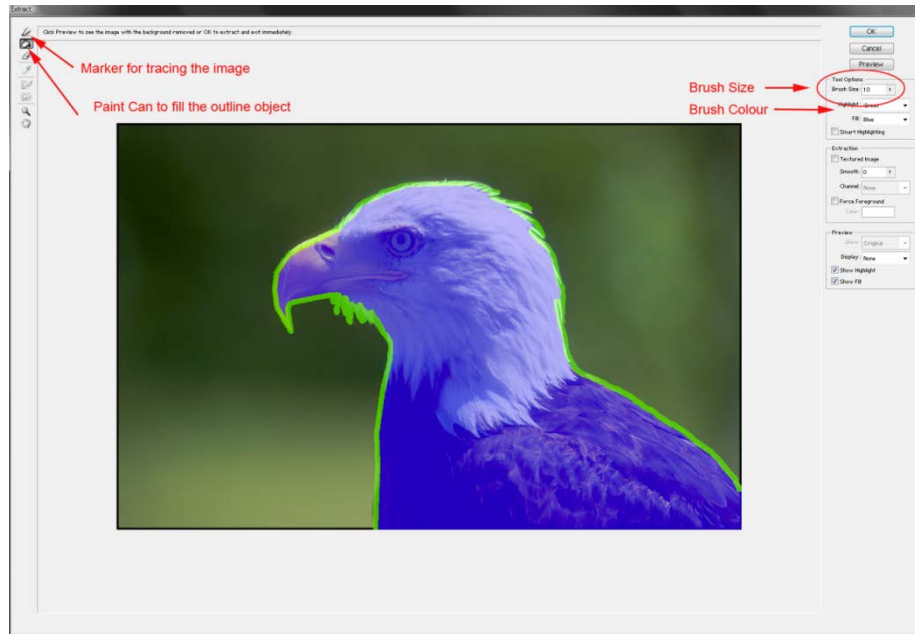 Extract
Click Preview to see the image with the background removed or OK to extract and exit immediately.
Marker for tracing the image
Paint Can to fill the outline object
Brush Size
Brush Colour
OK
Cancel
Preview
Tool Options
Brush Size: 10
Highlight: Green
Fill: Blue
Smart Highlighting
Extraction
Textured Image
Smooth: 0
Channel: None
Force Foreground
Color:
Preview
Show: Original
Display: None
Show Highlight
Show Fill